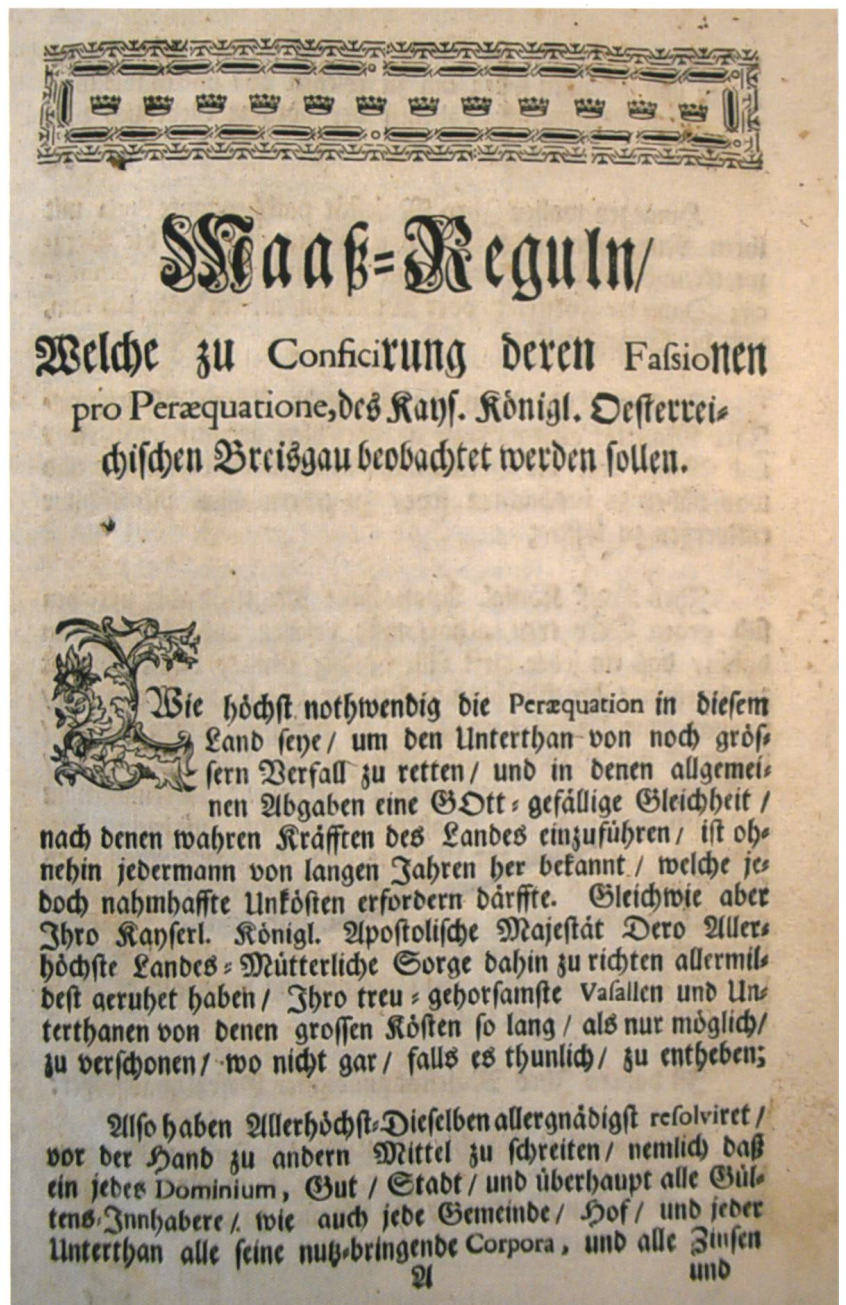 Maaß-Reguln/
Welche zu Conficirung deren Fassionen
pro Peræquatione, des Kays. Königl. Oesterrei-
chischen Breisgau beobachtet werden sollen.
Wie höchst nothwendig die Peræquation in diesem
Land seye / um den Unterthan von noch grös-
sern Verfall zu retten / und in denen allgemei-
nen Abgaben eine GOtt-gefällige Gleichheit /
nach denen wahren Kräfften des Landes einzuführen / ist oh-
nehin jedermann von langen Jahren her bekannt / welche je-
doch nahmhaffte Unkösten erfordern därffte. Gleichwie aber
Ihro Kayserl. Königl. Apostolische Majestät Dero Aller-
höchste Landes-Mütterliche Sorge dahin zu richten allermil-
dest geruhet haben / Ihro treu-gehorsamste Vasallen und Un-
terthanen von denen grossen Kösten so lang / als nur möglich /
zu verschonen / wo nicht gar / falls es thunlich / zu entheben;
Also haben Allerhöchst-Dieselben allergnädigst resolviret /
vor der Hand zu andern Mittel zu schreiten / nemlich daß
ein jedes Dominium, Gut / Stadt / und überhaupt alle Gül-
tens-Innhabere / wie auch jede Gemeinde / Hof / und jeder
Unterthan alle seine nutz-bringende Corpora, und alle Zinsen
A und